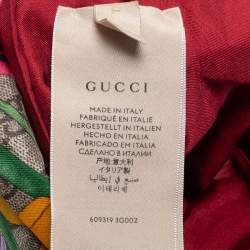 GUCCI
MADE IN ITALY
FABRIQUÉ EN ITALIE
HERGESTELLT IN ITALIEN
HECHO EN ITALIA
FABRICADO EM ITÁLIA
СДЕЛАНО В ИТАЛИИ
产地 意大利
イタリア製
صنع في إيطاليا
이태리제
609319 3G002